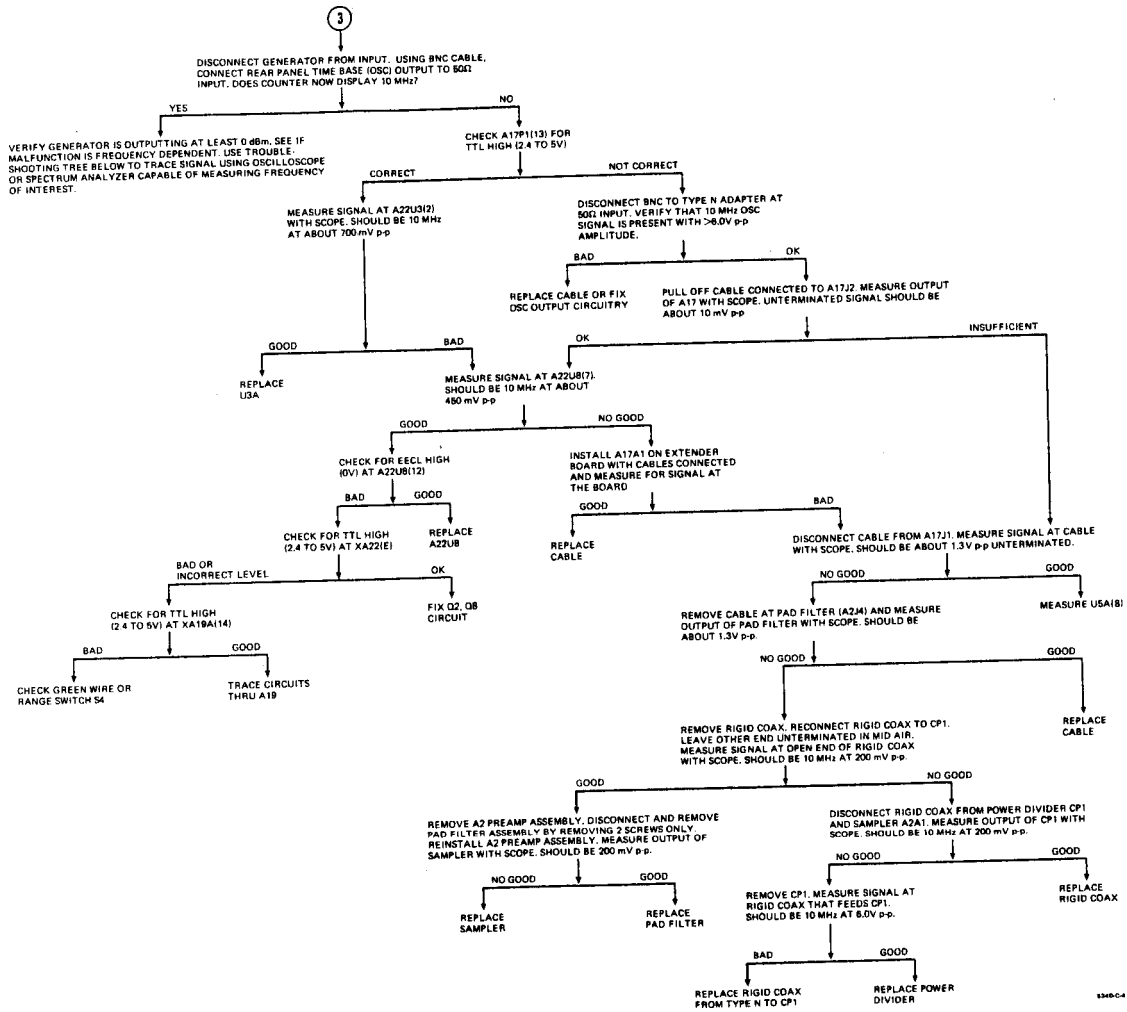 3
DISCONNECT GENERATOR FROM INPUT. USING BNC CABLE,
CONNECT REAR PANEL TIME BASE (OSC) OUTPUT TO 50Ω
INPUT. DOES COUNTER NOW DISPLAY 10 MHz?
YES
NO
VERIFY GENERATOR IS OUTPUTTING AT LEAST 0 dBm. SEE IF
MALFUNCTION IS FREQUENCY DEPENDENT. USE TROUBLE-
SHOOTING TREE BELOW TO TRACE SIGNAL USING OSCILLOSCOPE
OR SPECTRUM ANALYZER CAPABLE OF MEASURING FREQUENCY
OF INTEREST.
CHECK A17P1(13) FOR
TTL HIGH (2.4 TO 5V)
CORRECT
NOT CORRECT
MEASURE SIGNAL AT A22U3(2)
WITH SCOPE. SHOULD BE 10 MHz
AT ABOUT 700 mV p-p
DISCONNECT BNC TO TYPE N ADAPTER AT
50Ω INPUT. VERIFY THAT 10 MHz OSC
SIGNAL IS PRESENT WITH >6.0V p-p
AMPLITUDE.
BAD
OK
REPLACE CABLE OR FIX
OSC OUTPUT CIRCUITRY
PULL OFF CABLE CONNECTED TO A17J2. MEASURE OUTPUT
OF A17 WITH SCOPE. UNTERMINATED SIGNAL SHOULD BE
ABOUT 10 mV p-p
GOOD
BAD
OK
INSUFFICIENT
REPLACE
U3A
MEASURE SIGNAL AT A22U8(7).
SHOULD BE 10 MHz AT ABOUT
450 mV p-p
GOOD
NO GOOD
CHECK FOR EECL HIGH
(0V) AT A22U8(12)
INSTALL A17A1 ON EXTENDER
BOARD WITH CABLES CONNECTED
AND MEASURE FOR SIGNAL AT
THE BOARD
BAD
GOOD
GOOD
BAD
CHECK FOR TTL HIGH
(2.4 TO 5V) AT XA22(E)
REPLACE
A22U8
REPLACE
CABLE
DISCONNECT CABLE FROM A17J1. MEASURE SIGNAL AT CABLE
WITH SCOPE. SHOULD BE ABOUT 1.3V p-p UNTERMINATED.
BAD OR
INCORRECT LEVEL
OK
NO GOOD
GOOD
CHECK FOR TTL HIGH
(2.4 TO 5V) AT XA19A(14)
FIX Q2, Q8
CIRCUIT
REMOVE CABLE AT PAD FILTER (A2J4) AND MEASURE
OUTPUT OF PAD FILTER WITH SCOPE. SHOULD BE
ABOUT 1.3V p-p.
MEASURE U5A(8)
BAD
GOOD
NO GOOD
GOOD
CHECK GREEN WIRE OR
RANGE SWITCH S4
TRACE CIRCUITS
THRU A19
REMOVE RIGID COAX. RECONNECT RIGID COAX TO CP1.
LEAVE OTHER END UNTERMINATED IN MID AIR.
MEASURE SIGNAL AT OPEN END OF RIGID COAX
WITH SCOPE. SHOULD BE 10 MHz AT 200 mV p-p.
REPLACE
CABLE
GOOD
NO GOOD
REMOVE A2 PREAMP ASSEMBLY. DISCONNECT AND REMOVE
PAD FILTER ASSEMBLY BY REMOVING 2 SCREWS ONLY.
REINSTALL A2 PREAMP ASSEMBLY. MEASURE OUTPUT OF
SAMPLER WITH SCOPE. SHOULD BE 200 mV p-p.
DISCONNECT RIGID COAX FROM POWER DIVIDER CP1
AND SAMPLER A2A1. MEASURE OUTPUT OF CP1 WITH
SCOPE. SHOULD BE 10 MHz AT 200 mV p-p.
NO GOOD
GOOD
NO GOOD
GOOD
REPLACE
SAMPLER
REPLACE
PAD FILTER
REMOVE CP1. MEASURE SIGNAL AT
RIGID COAX THAT FEEDS CP1.
SHOULD BE 10 MHz AT 6.0V p-p.
REPLACE
RIGID COAX
BAD
GOOD
REPLACE RIGID COAX
FROM TYPE N TO CP1
REPLACE POWER
DIVIDER